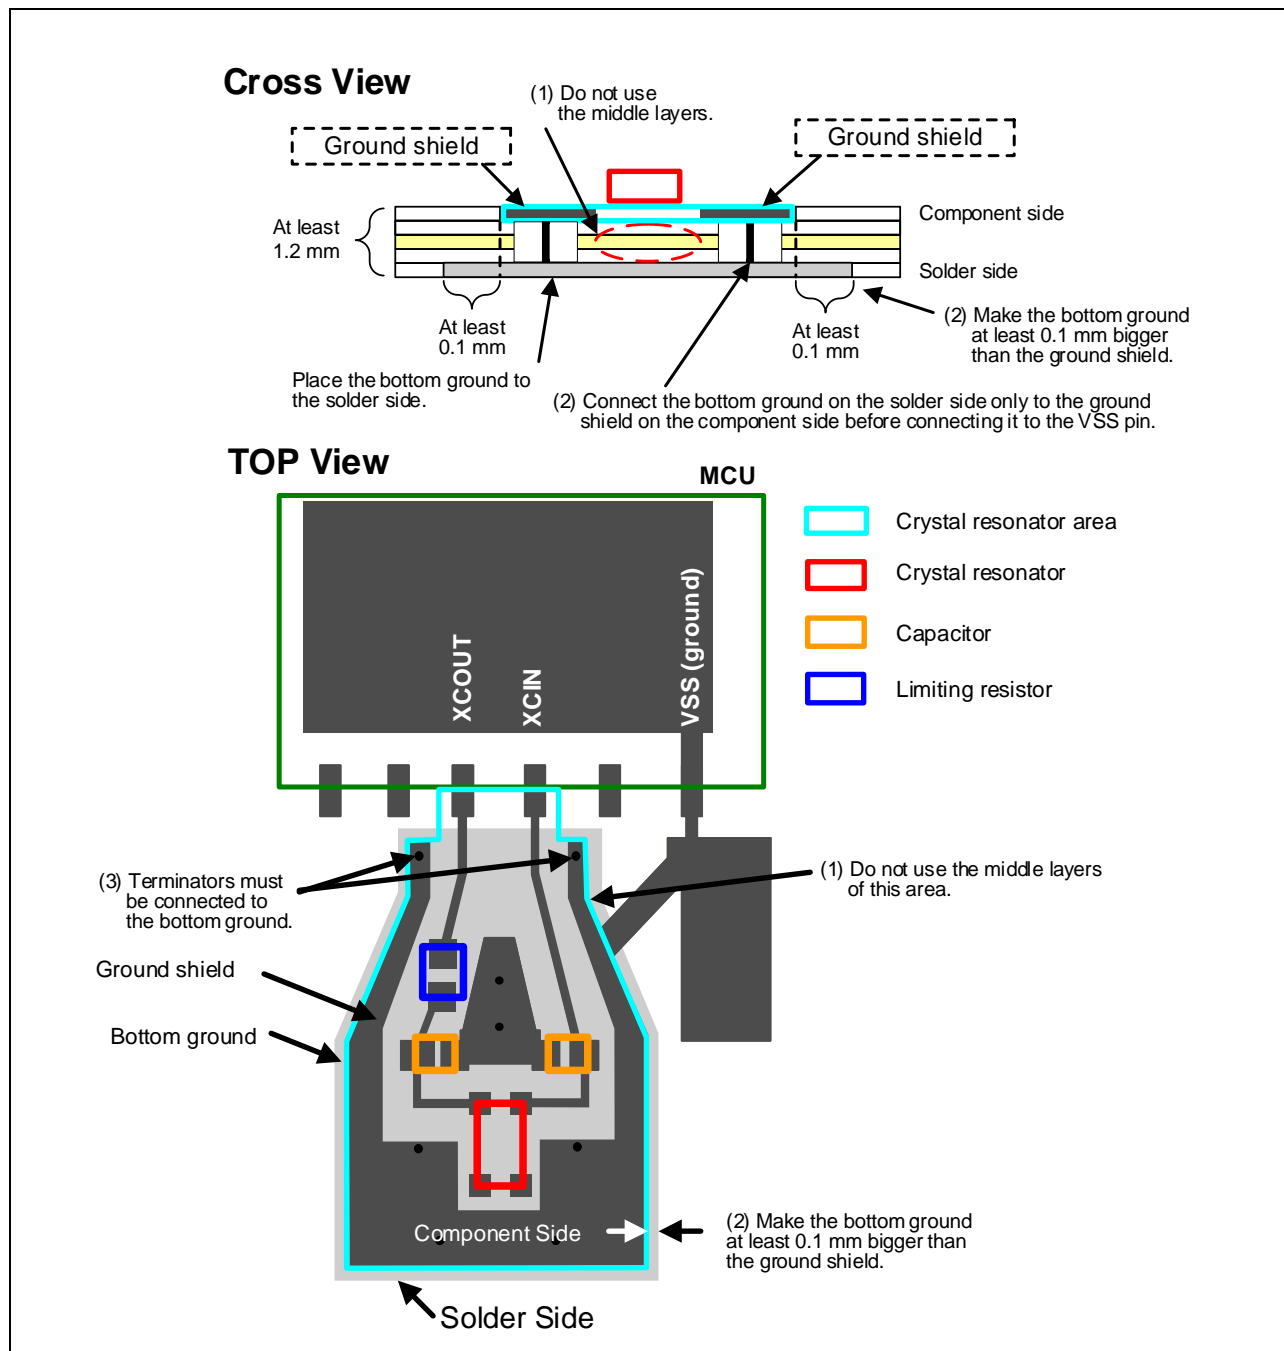 Cross View
(1) Do not use
the middle layers.
Ground shield
Ground shield
At least
1.2 mm
Component side
Solder side
At least
0.1 mm
At least
0.1 mm
(2) Make the bottom ground
at least 0.1 mm bigger
than the ground shield.
Place the bottom ground to
the solder side.
(2) Connect the bottom ground on the solder side only to the ground
shield on the component side before connecting it to the VSS pin.
TOP View
MCU
XCOUT
XCIN
VSS (ground)
Crystal resonator area
Crystal resonator
Capacitor
Limiting resistor
(3) Terminators must
be connected to
the bottom ground.
(1) Do not use the middle layers
of this area.
Ground shield
Bottom ground
Component Side
(2) Make the bottom ground
at least 0.1 mm bigger than
the ground shield.
Solder Side